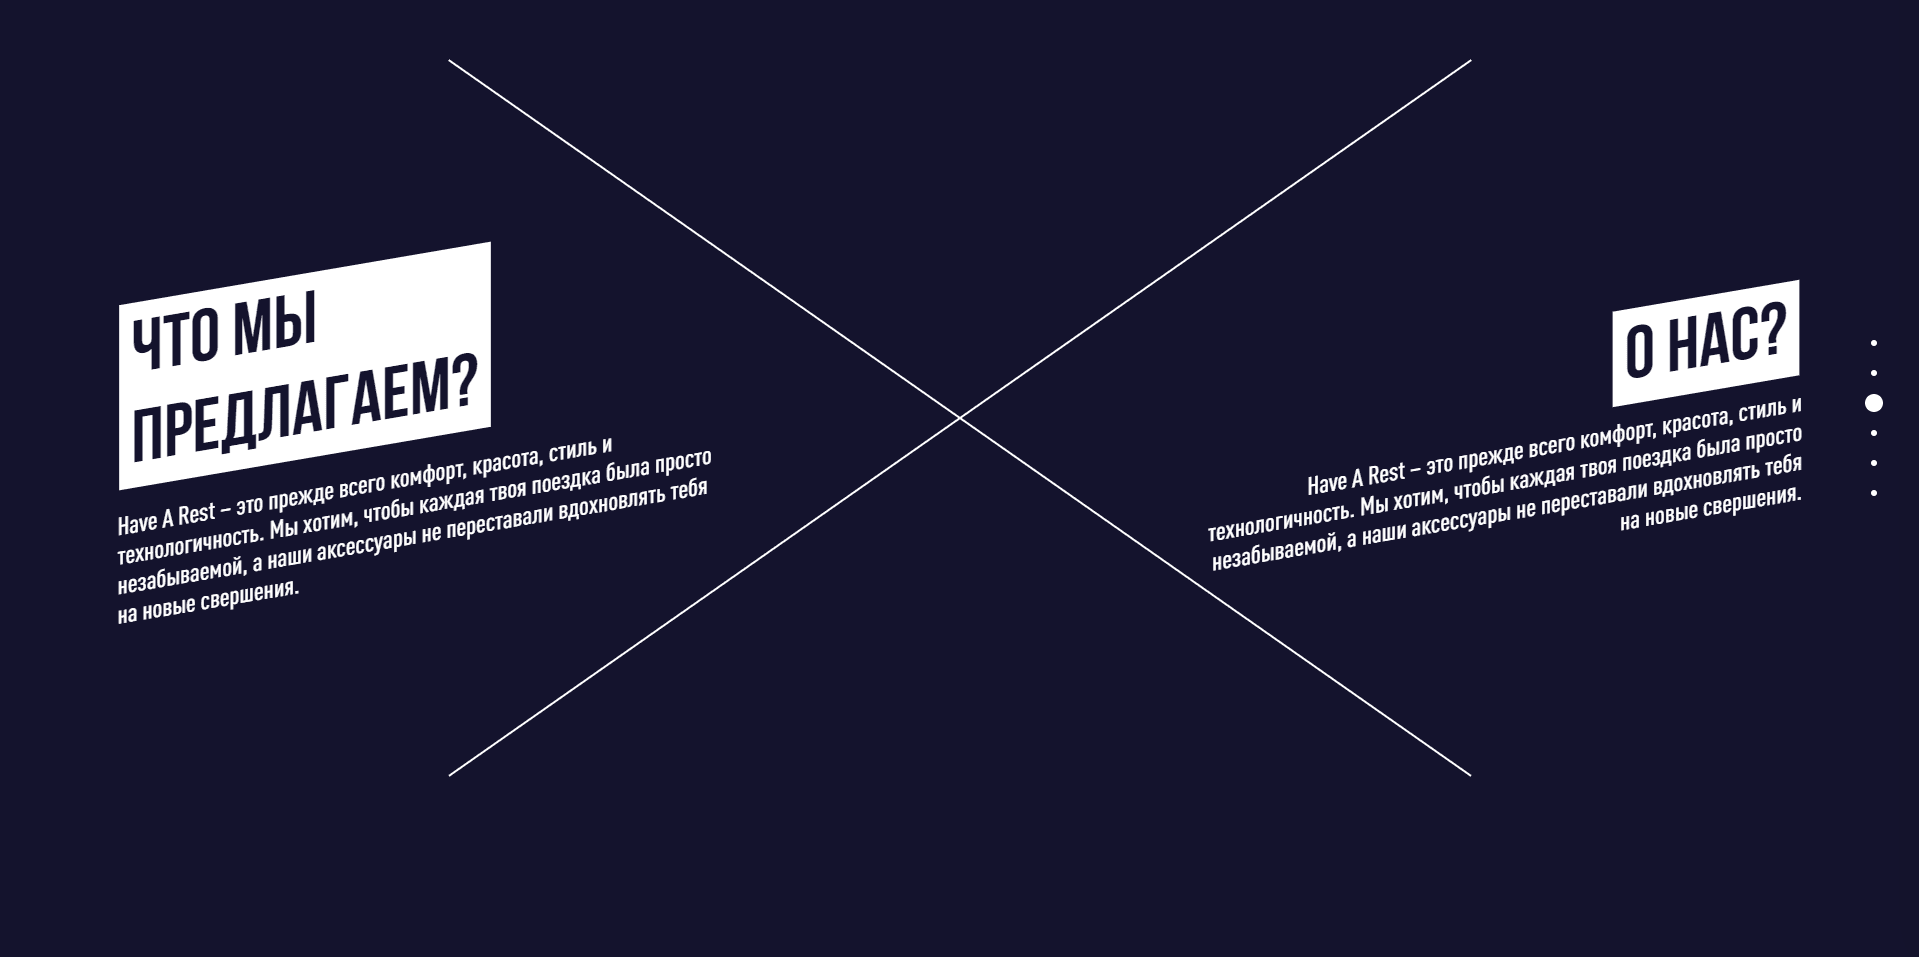 ЧТО МЫ
ПРЕДЛАГАЕМ?
Have A Rest – это прежде всего комфорт, красота, стиль и
технологичность. Мы хотим, чтобы каждая твоя поездка была просто
незабываемой, а наши аксессуары не переставали вдохновлять тебя
на новые свершения.
О НАС?
Have A Rest – это прежде всего комфорт, красота, стиль и
технологичность. Мы хотим, чтобы каждая твоя поездка была просто
незабываемой, а наши аксессуары не переставали вдохновлять тебя
на новые свершения.